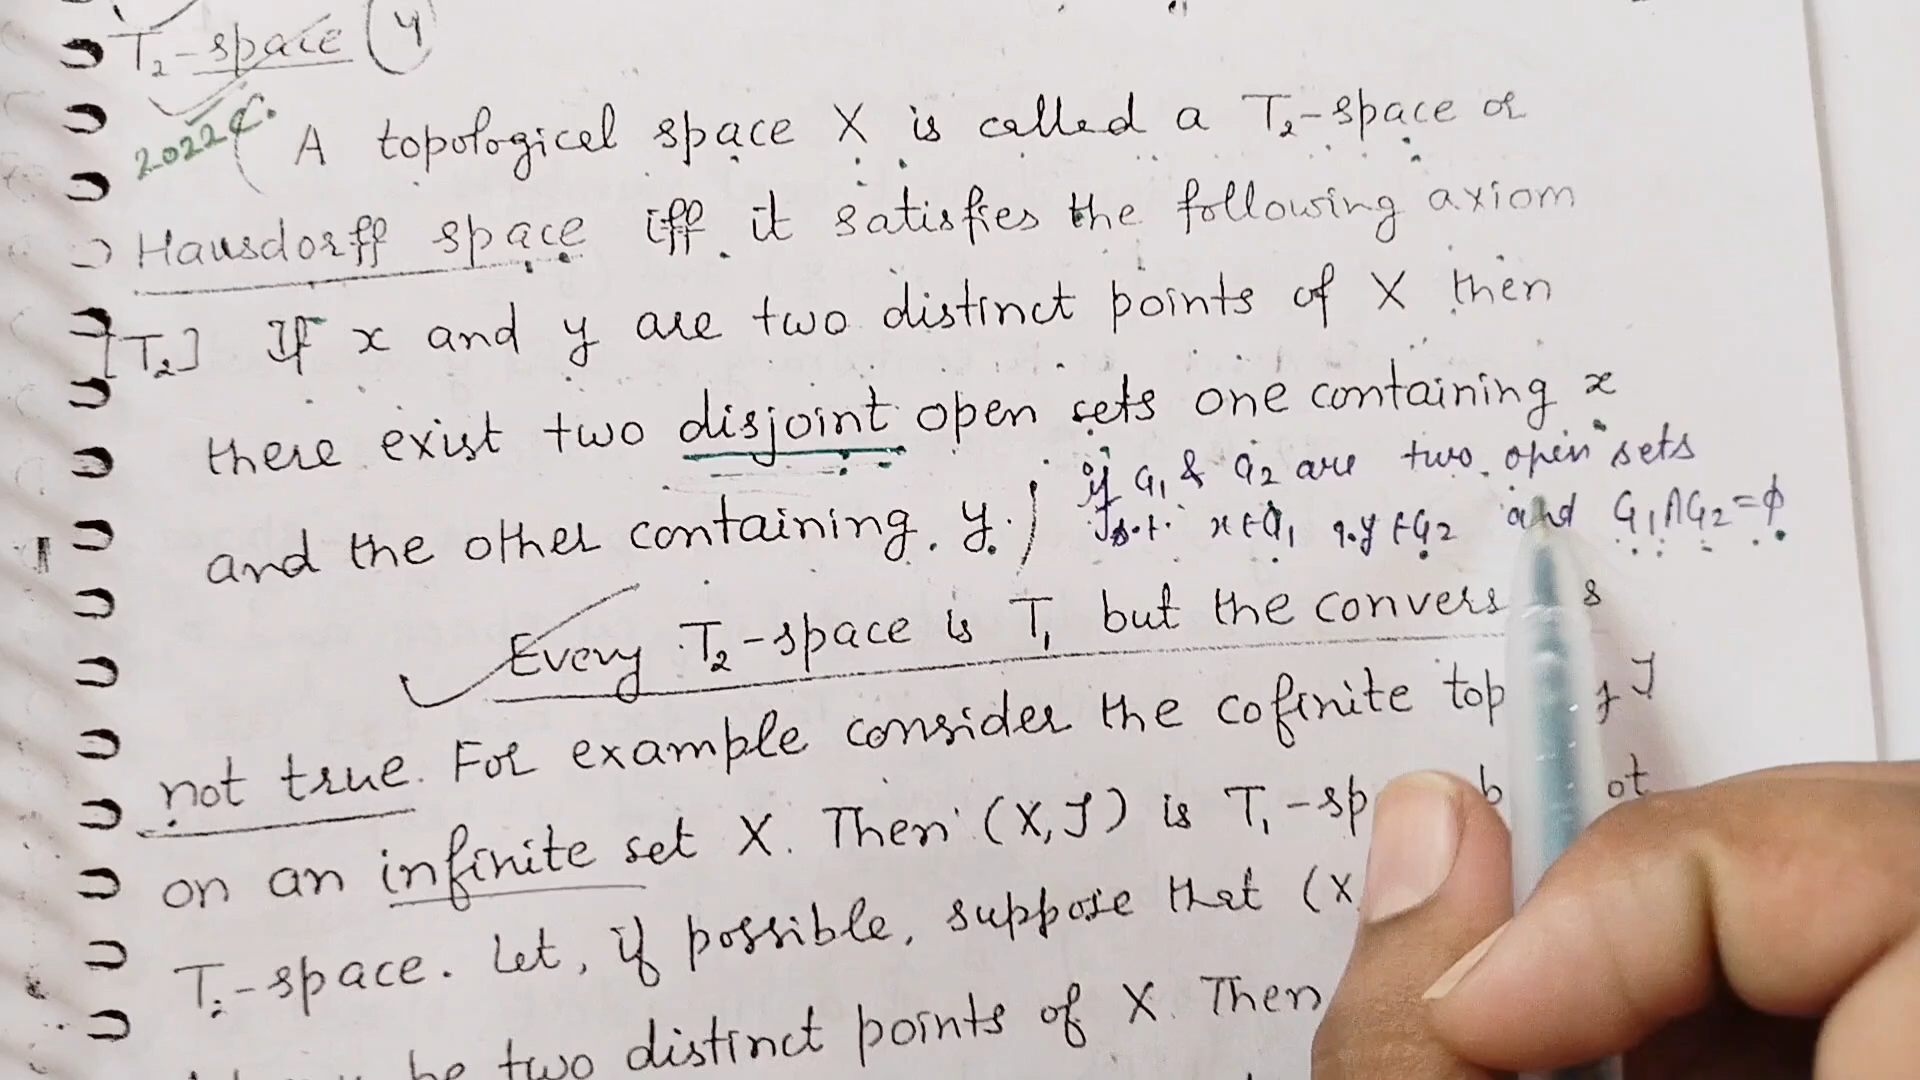 T₂-space (4)
2022 C.
A topological space X is called a T₂-space or
Hausdorff space iff it satisfies the following axiom
[T₂] If x and y are two distinct points of X then
there exist two disjoint open sets one containing x
and the other containing y.
if G₁ & G₂ are two open sets
s.t. x∈G₁ & y∈G₂ and G₁∩G₂=φ
Every T₂-space is T₁ but the convers s
not true. For example consider the cofinite top y J
on an infinite set X. Then (X,J) is T₁-sp b ot
T₂-space. Let, if possible, suppose that (X
be two distinct points of X. Then